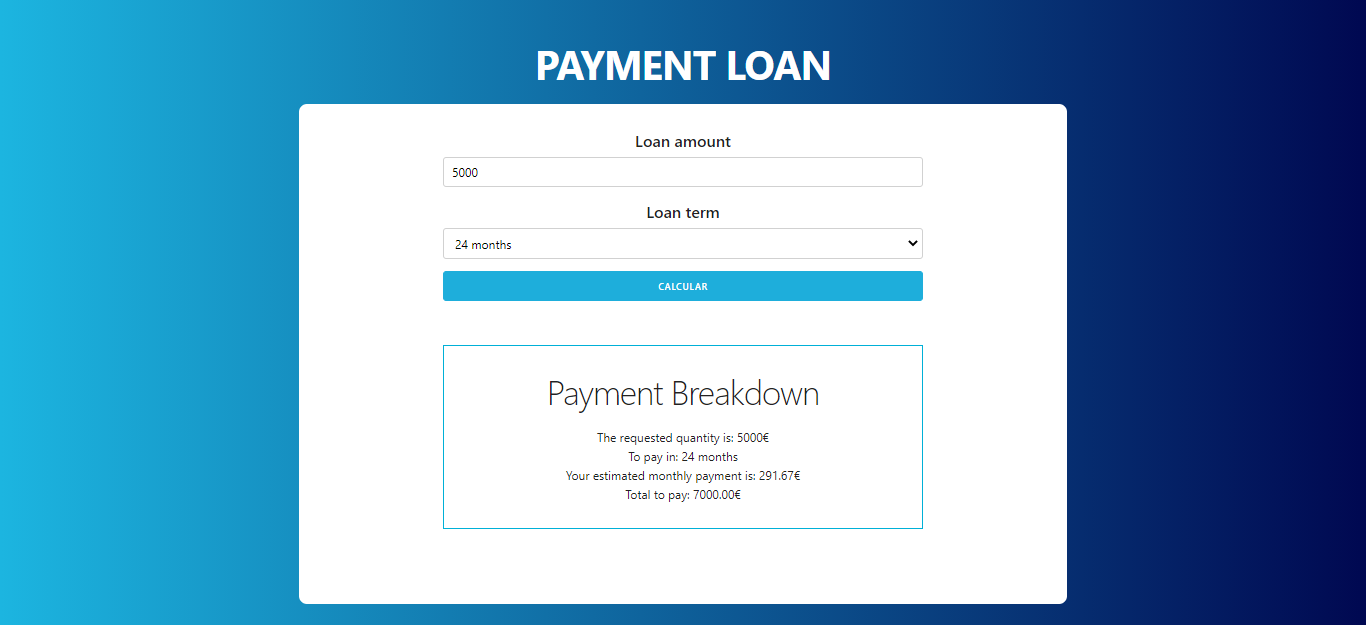 PAYMENT LOAN
Loan amount
5000
Loan term
24 months
CALCULAR
Payment Breakdown
The requested quantity is: 5000€
To pay in: 24 months
Your estimated monthly payment is: 291.67€
Total to pay: 7000.00€